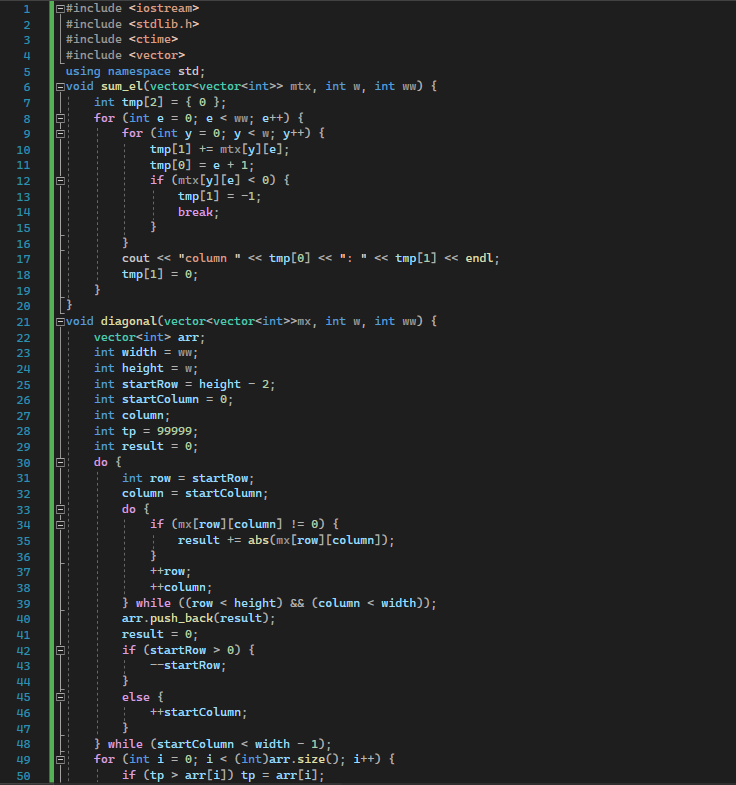 1 #include <iostream>
2 #include <stdlib.h>
3 #include <ctime>
4 #include <vector>
5 using namespace std;
6 void sum_el(vector<vector<int>> mtx, int w, int ww) {
7 int tmp[2] = { 0 };
8 for (int e = 0; e < ww; e++) {
9 for (int y = 0; y < w; y++) {
10 tmp[1] += mtx[y][e];
11 tmp[0] = e + 1;
12 if (mtx[y][e] < 0) {
13 tmp[1] = -1;
14 break;
15 }
16 }
17 cout << "column " << tmp[0] << ": " << tmp[1] << endl;
18 tmp[1] = 0;
19 }
20 }
21 void diagonal(vector<vector<int>>mx, int w, int ww) {
22 vector<int> arr;
23 int width = ww;
24 int height = w;
25 int startRow = height - 2;
26 int startColumn = 0;
27 int column;
28 int tp = 99999;
29 int result = 0;
30 do {
31 int row = startRow;
32 column = startColumn;
33 do {
34 if (mx[row][column] != 0) {
35 result += abs(mx[row][column]);
36 }
37 ++row;
38 ++column;
39 } while ((row < height) && (column < width));
40 arr.push_back(result);
41 result = 0;
42 if (startRow > 0) {
43 --startRow;
44 }
45 else {
46 ++startColumn;
47 }
48 } while (startColumn < width - 1);
49 for (int i = 0; i < (int)arr.size(); i++) {
50 if (tp > arr[i]) tp = arr[i];